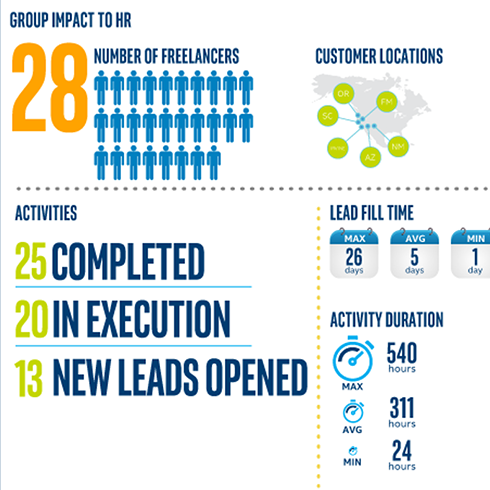 GROUP IMPACT TO HR
28
NUMBER OF FREELANCERS
CUSTOMER LOCATIONS
OR
FM
SC
NM
AZ
ACTIVITIES
25 COMPLETED
20 IN EXECUTION
13 NEW LEADS OPENED
LEAD FILL TIME
MAX
26
days
AVG
5
days
MIN
1
day
ACTIVITY DURATION
540
hours
MAX
311
hours
AVG
24
hours
MIN